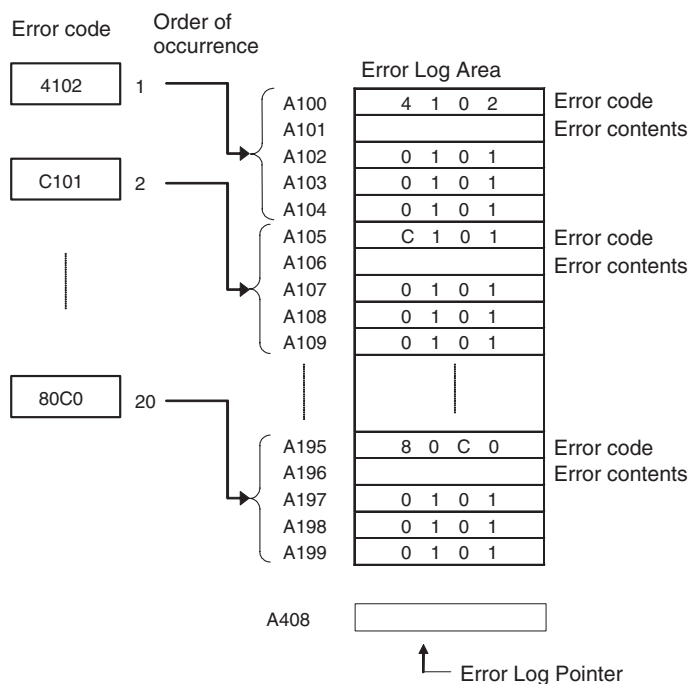 Error code
Order of
occurrence
Error Log Area
4102 1
A100 4 1 0 2 Error code
A101 Error contents
A102 0 1 0 1
C101 2
A103 0 1 0 1
A104 0 1 0 1
A105 C 1 0 1 Error code
A106 Error contents
A107 0 1 0 1
A108 0 1 0 1
A109 0 1 0 1
80C0 20
A195 8 0 C 0 Error code
A196 Error contents
A197 0 1 0 1
A198 0 1 0 1
A199 0 1 0 1
A408
Error Log Pointer